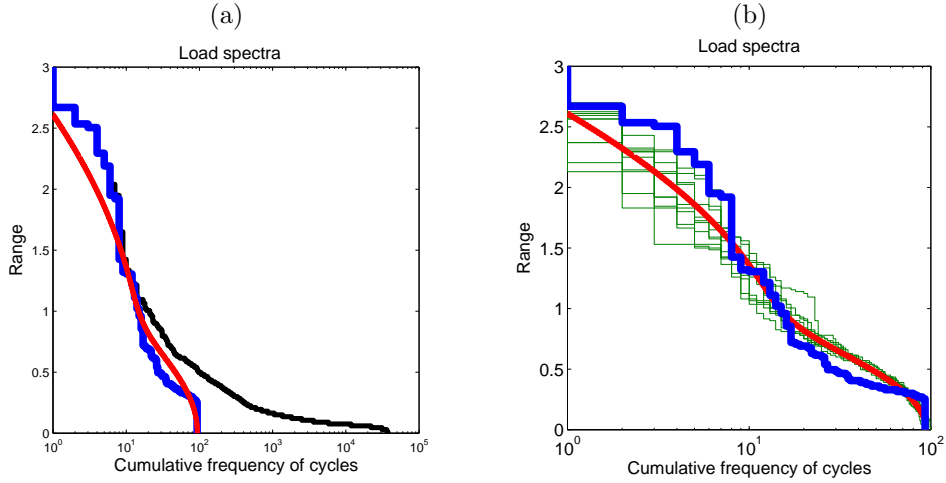 (a)
Load spectra
Range
3
2.5
2
1.5
1
0.5
0
10^0
10^1
10^2
10^3
10^4
10^5
Cumulative frequency of cycles
(b)
Load spectra
Range
3
2.5
2
1.5
1
0.5
0
10^0
10^1
10^2
Cumulative frequency of cycles